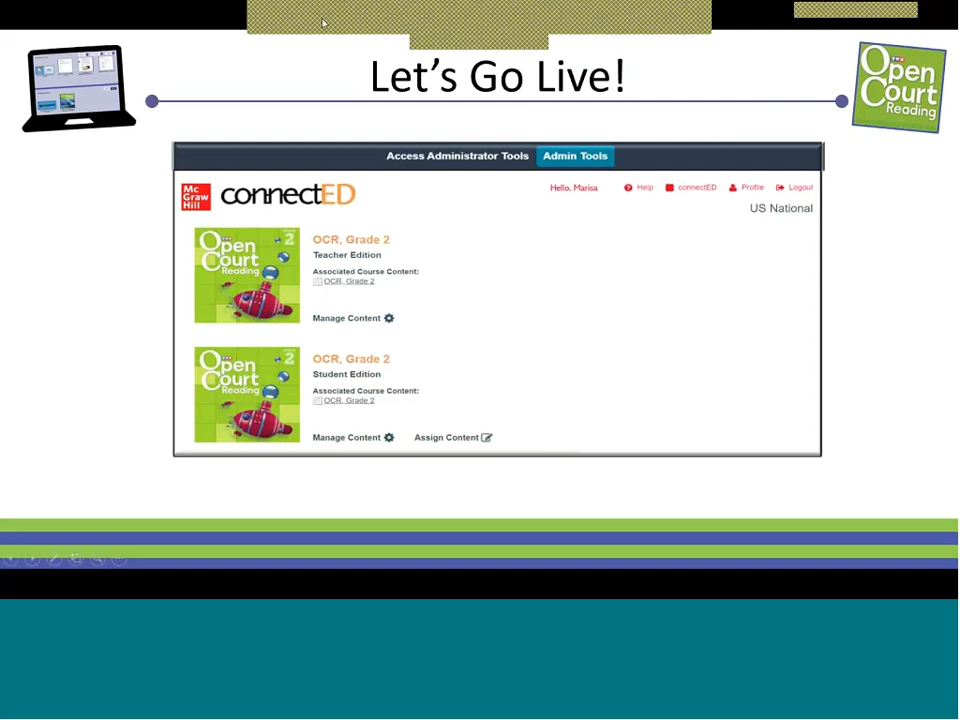 Let's Go Live!
Open
Court
Reading
Access Administrator Tools Admin Tools
Mc
Graw
Hill
connectED
Hello, Marisa Help connectED Profile Logout
US National
Open
Court
Reading
2
OCR, Grade 2
Teacher Edition
Associated Course Content:
OCR, Grade 2
Manage Content
Open
Court
Reading
2
OCR, Grade 2
Student Edition
Associated Course Content:
OCR, Grade 2
Manage Content Assign Content